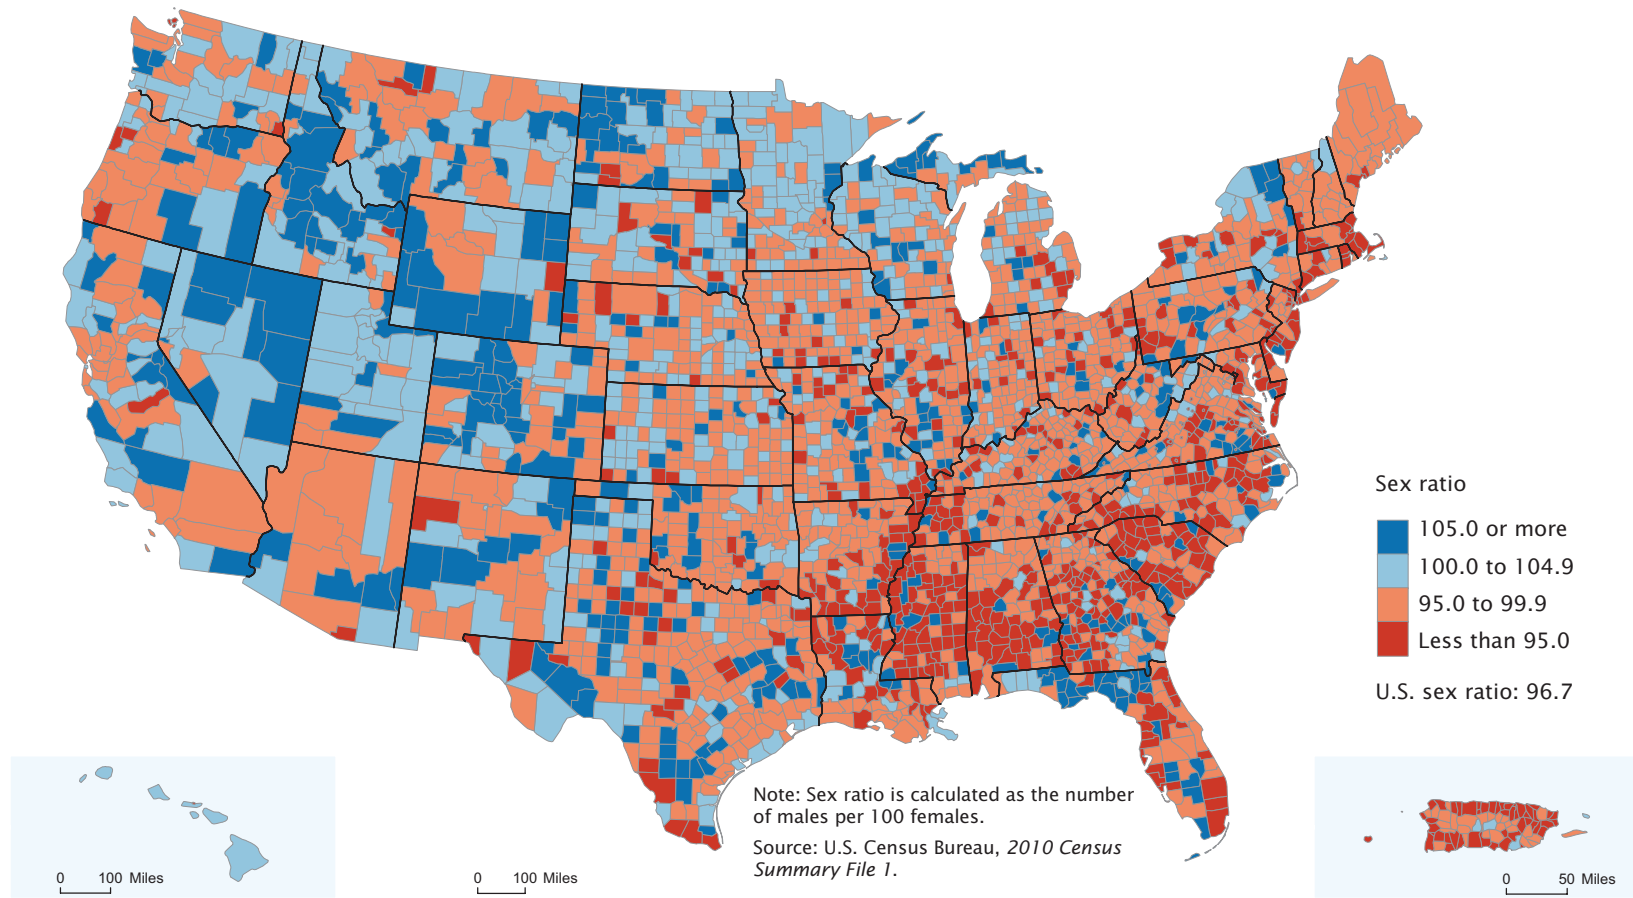 Sex ratio
105.0 or more
100.0 to 104.9
95.0 to 99.9
Less than 95.0
U.S. sex ratio: 96.7
Note: Sex ratio is calculated as the number
of males per 100 females.
Source: U.S. Census Bureau, 2010 Census
Summary File 1.
0 100 Miles
0 100 Miles
0 50 Miles